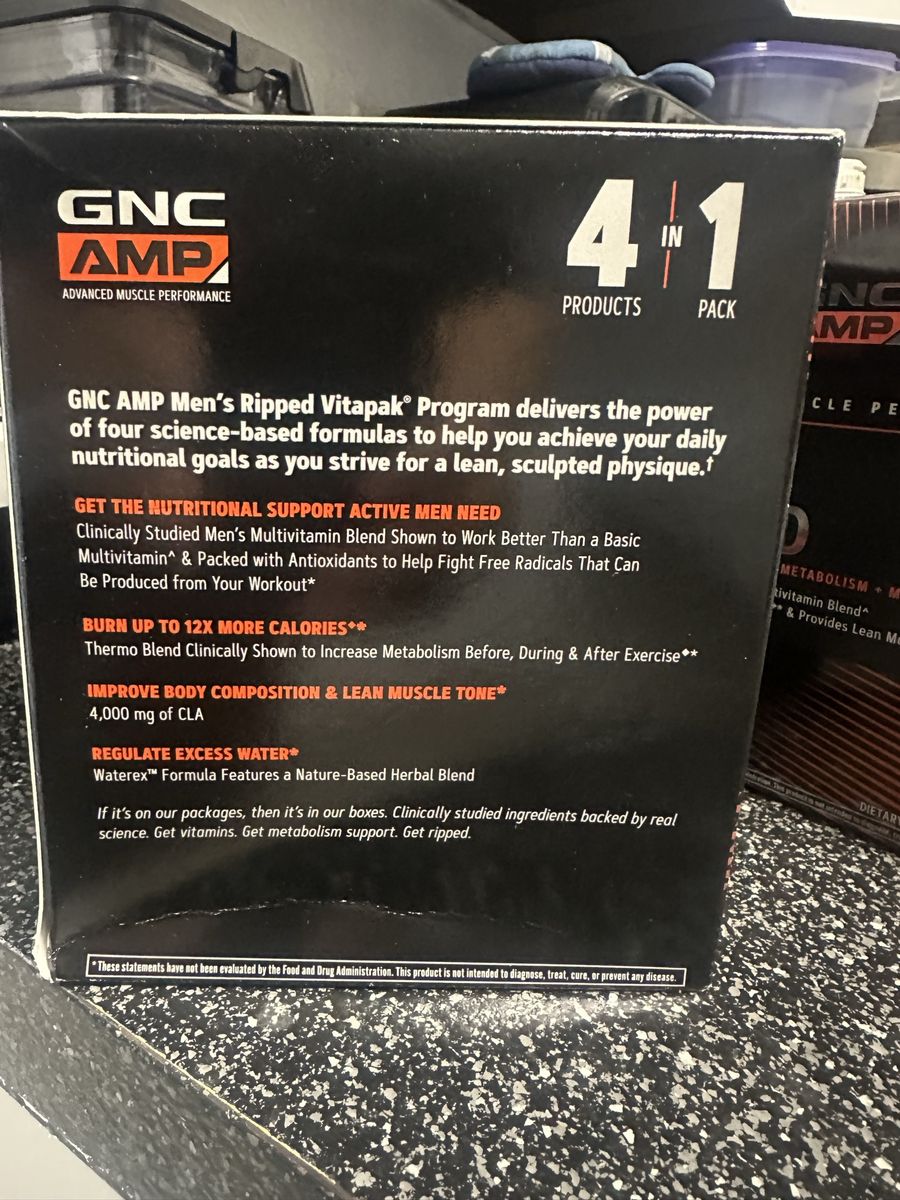 GNC
AMP
ADVANCED MUSCLE PERFORMANCE
4 IN 1
PRODUCTS PACK
GNC AMP Men's Ripped Vitapak® Program delivers the power
of four science-based formulas to help you achieve your daily
nutritional goals as you strive for a lean, sculpted physique.†
GET THE NUTRITIONAL SUPPORT ACTIVE MEN NEED
Clinically Studied Men's Multivitamin Blend Shown to Work Better Than a Basic
Multivitamin^ & Packed with Antioxidants to Help Fight Free Radicals That Can
Be Produced from Your Workout*
BURN UP TO 12X MORE CALORIES◆*
Thermo Blend Clinically Shown to Increase Metabolism Before, During & After Exercise◆*
IMPROVE BODY COMPOSITION & LEAN MUSCLE TONE*
4,000 mg of CLA
REGULATE EXCESS WATER*
Waterex™ Formula Features a Nature-Based Herbal Blend
If it's on our packages, then it's in our boxes. Clinically studied ingredients backed by real
science. Get vitamins. Get metabolism support. Get ripped.
*These statements have not been evaluated by the Food and Drug Administration. This product is not intended to diagnose, treat, cure, or prevent any disease.
NC
AMP
CLE PE
METABOLISM + M
tivitamin Blend^
& Provides Lean M
DIETAR